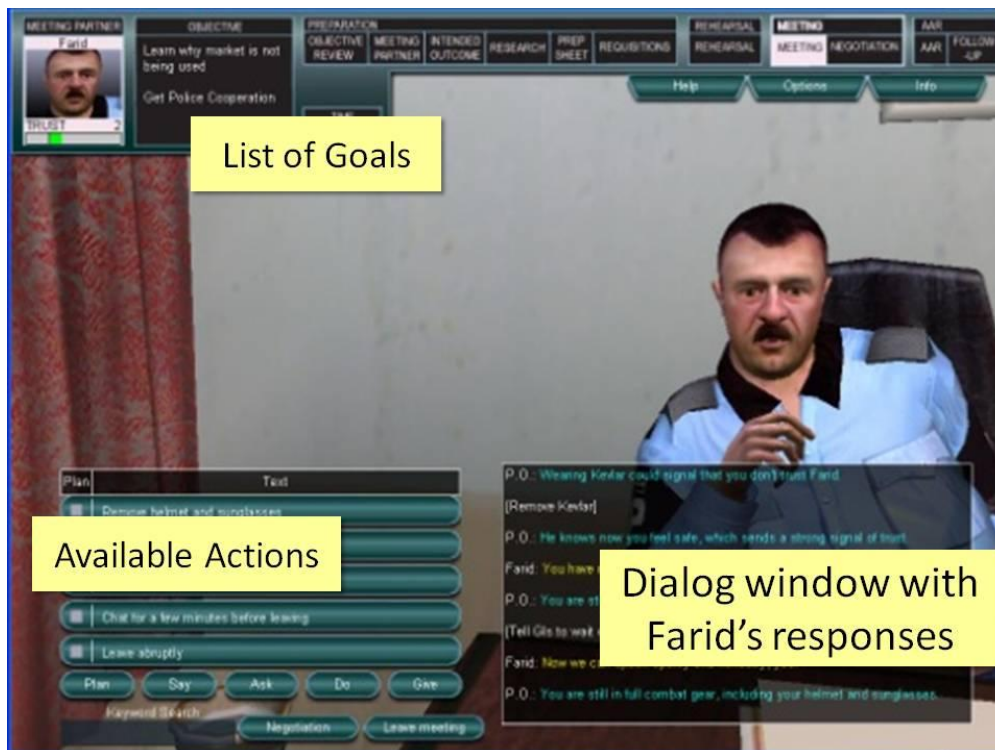 MEETING PARTNER
Farid
TRUST 2
OBJECTIVE
Learn why market is not
being used
Get Police Cooperation
PREPARATION
OBJECTIVE REVIEW
MEETING PARTNER
INTENDED OUTCOME
RESEARCH
PREP SHEET
REQUISITIONS
REHEARSAL
REHEARSAL
MEETING
MEETING
NEGOTIATION
AAR
AAR
FOLLOW-UP
Help
Options
Info
TIME
List of Goals
Plan
Text
Remove helmet and sunglasses
Available Actions
Chat for a few minutes before leaving
Leave abruptly
Plan
Say
Ask
Do
Give
Keyword Search
Negotiation
Leave meeting
P.O.: Wearing Kevlar could signal that you don't trust Farid.
[Remove Kevlar]
P.O.: He knows now you feel safe, which sends a strong signal of trust.
Farid: You have
P.O.: You are
[Tell GIs to wait
Farid: Now we
Dialog window with
Farid's responses
P.O.: You are still in full combat gear, including your helmet and sunglasses.